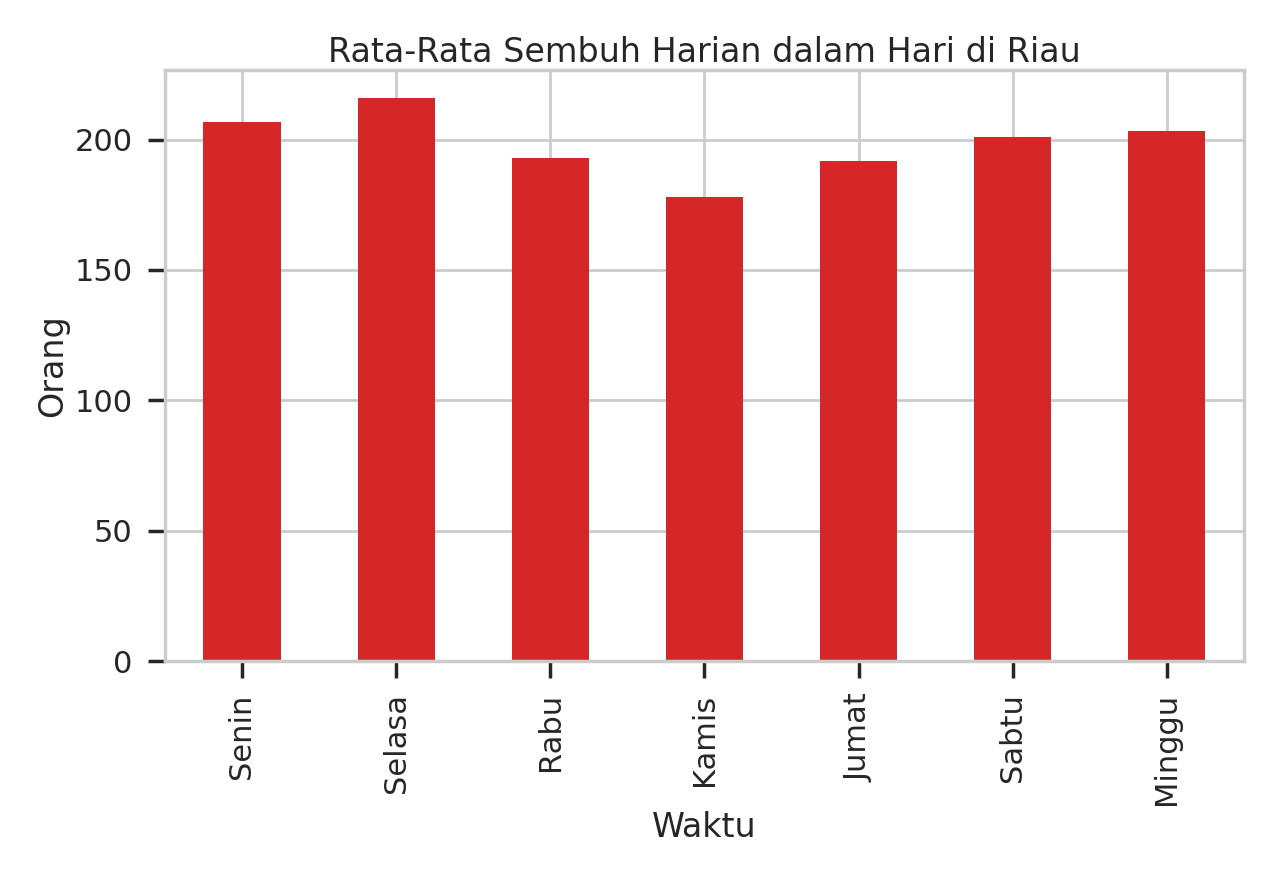 Rata-Rata Sembuh Harian dalam Hari di Riau
Orang
200
150
100
50
0
Senin
Selasa
Rabu
Kamis
Jumat
Sabtu
Minggu
Waktu